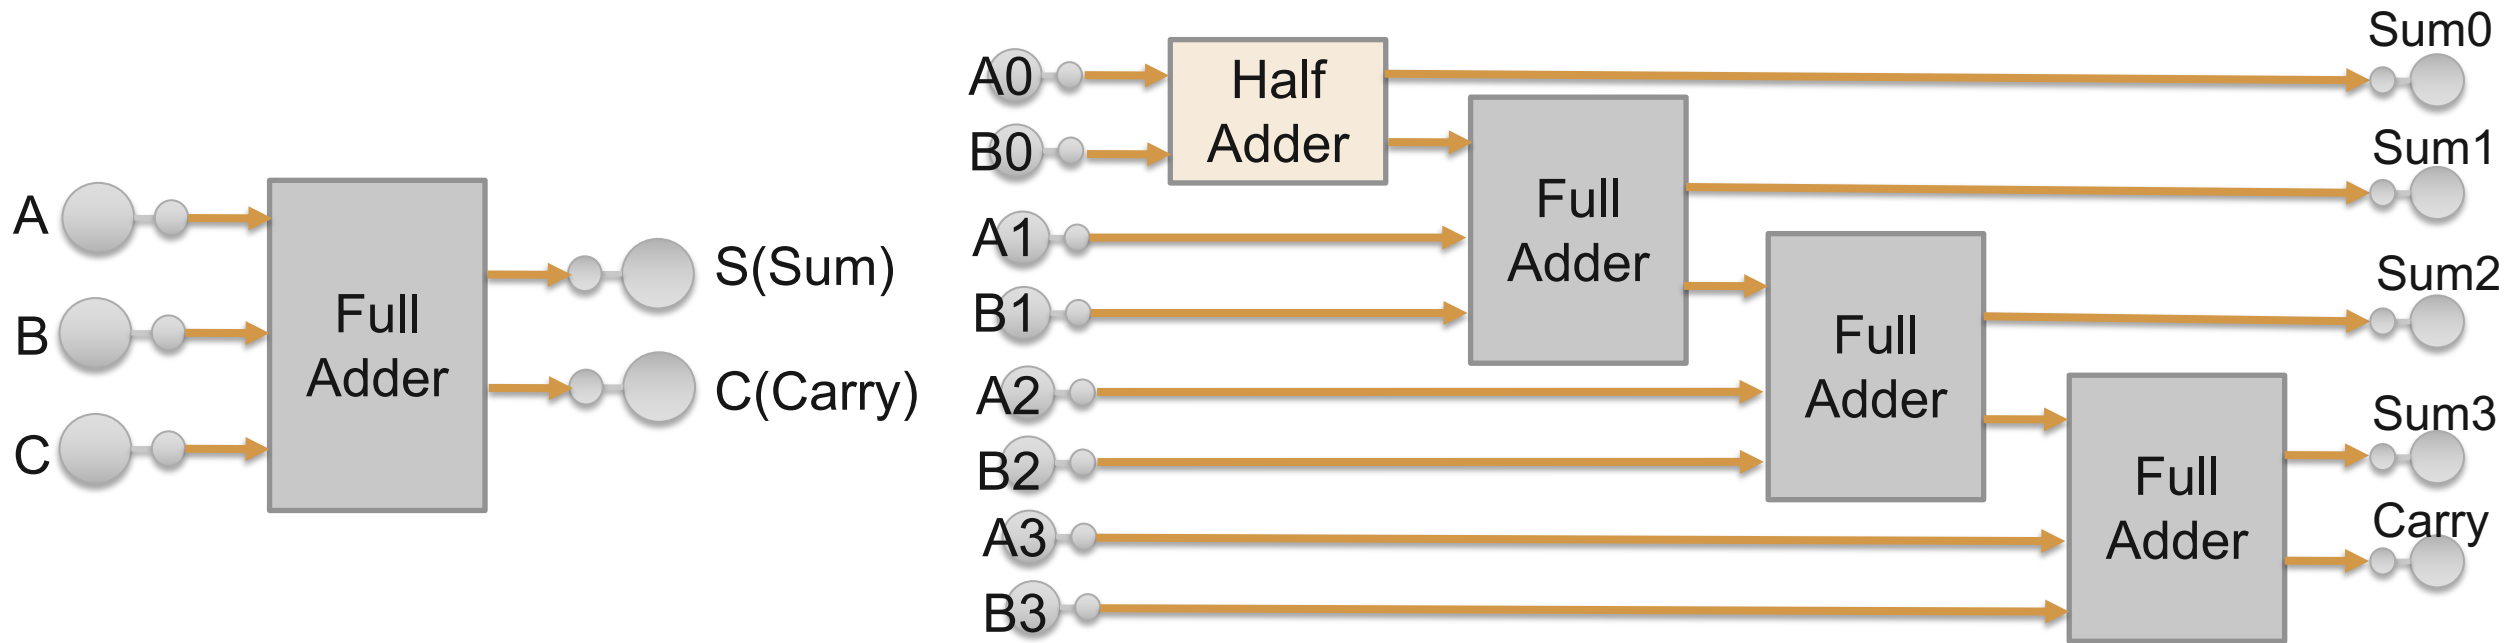 A
B
C
Full
Adder
S(Sum)
C(Carry)
A0
B0
A1
B1
A2
B2
A3
B3
Half
Adder
Full
Adder
Full
Adder
Full
Adder
Sum0
Sum1
Sum2
Sum3
Carry